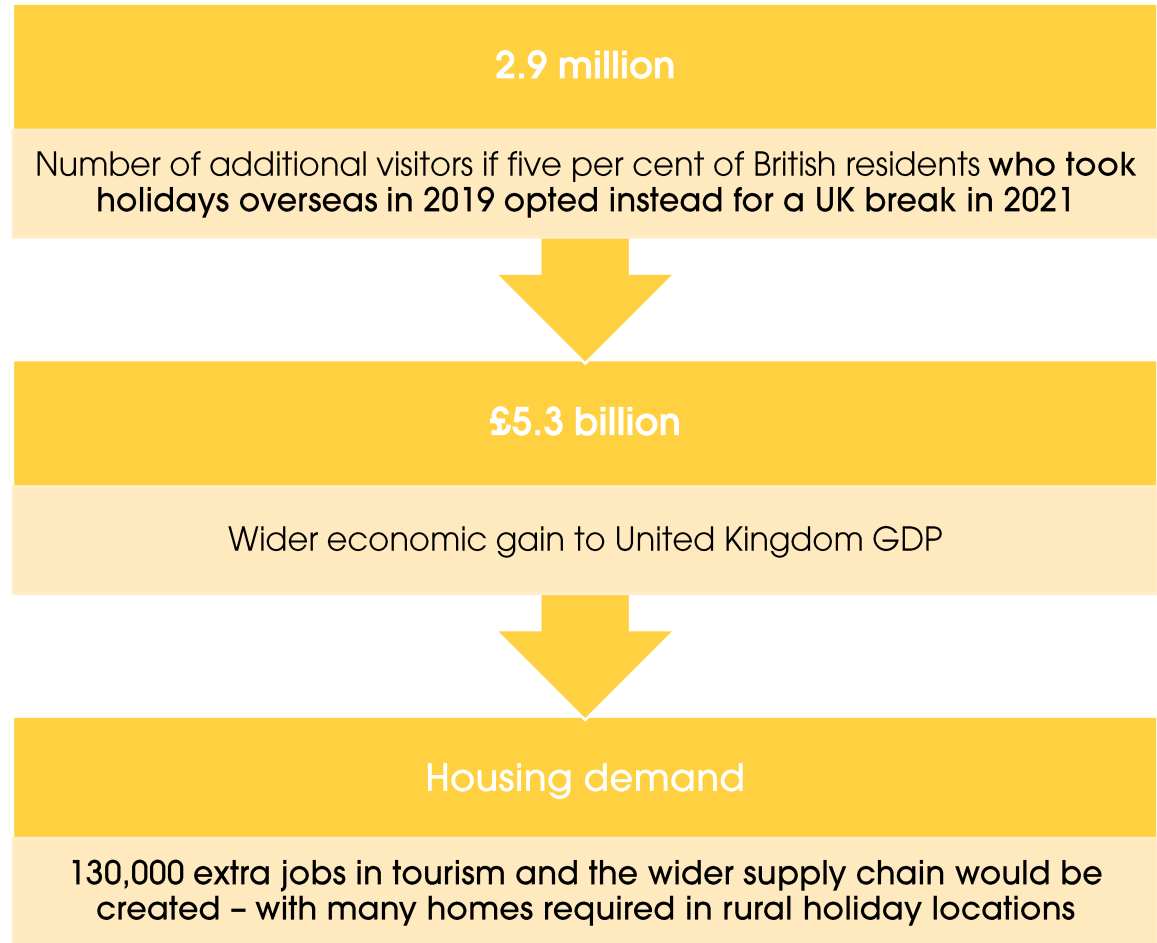 2.9 million
Number of additional visitors if five per cent of British residents who took
holidays overseas in 2019 opted instead for a UK break in 2021
£5.3 billion
Wider economic gain to United Kingdom GDP
Housing demand
130,000 extra jobs in tourism and the wider supply chain would be
created – with many homes required in rural holiday locations